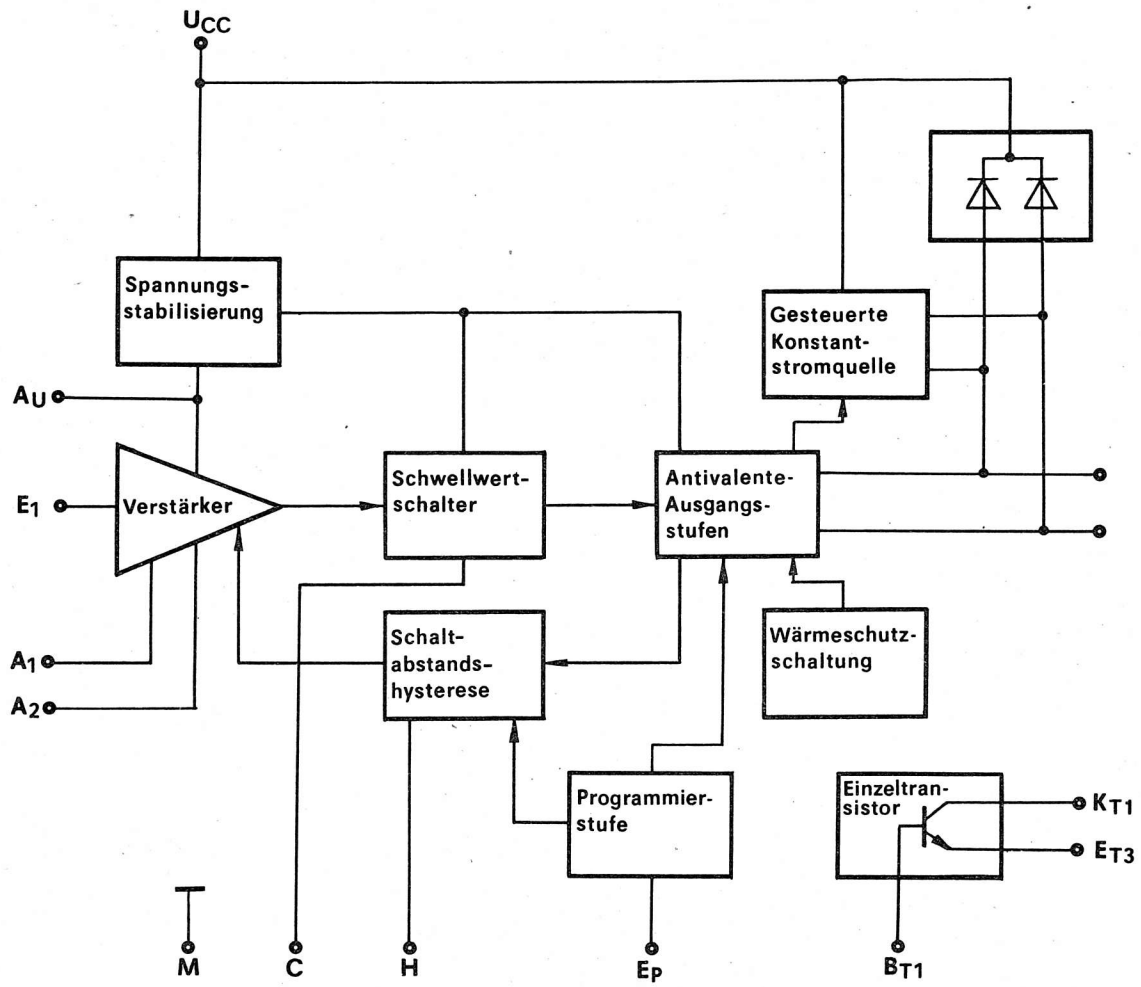 UCC
Spannungs-
stabilisierung
Gesteuerte
Konstant-
stromquelle
AU
E1
Verstärker
Schwellwert-
schalter
Antivalente-
Ausgangs-
stufen
A1
A2
Schalt-
abstands-
hysterese
Wärmeschutz-
schaltung
Programmier-
stufe
Einzeltran-
sistor
KT1
ET3
M
C
H
EP
BT1